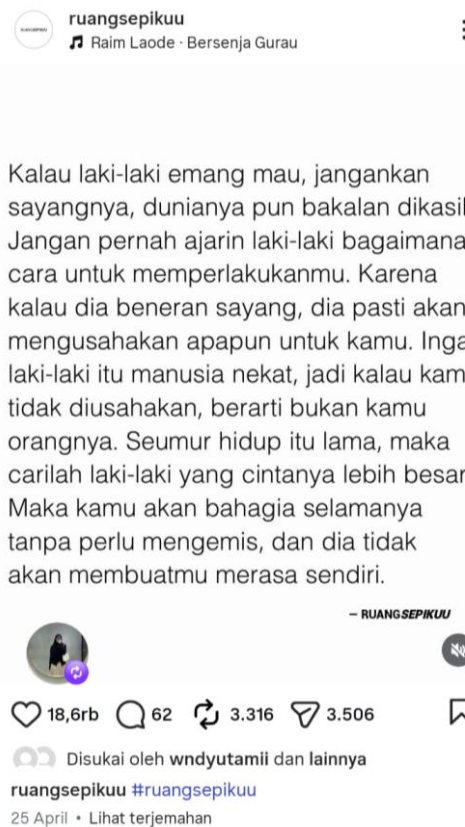 ruangsepikuu
Raim Laode · Bersenja Gurau
Kalau laki-laki emang mau, jangankan
sayangnya, dunianya pun bakalan dikasil
Jangan pernah ajarin laki-laki bagaimana
cara untuk memperlakukanmu. Karena
kalau dia beneran sayang, dia pasti akan
mengusahakan apapun untuk kamu. Inga
laki-laki itu manusia nekat, jadi kalau kam
tidak diusahakan, berarti bukan kamu
orangnya. Seumur hidup itu lama, maka
carilah laki-laki yang cintanya lebih besar
Maka kamu akan bahagia selamanya
tanpa perlu mengemis, dan dia tidak
akan membuatmu merasa sendiri.
– RUANGSEPIKUU
18,6rb 62 3.316 3.506
Disukai oleh wndyutamii dan lainnya
ruangsepikuu #ruangsepikuu
25 April • Lihat terjemahan